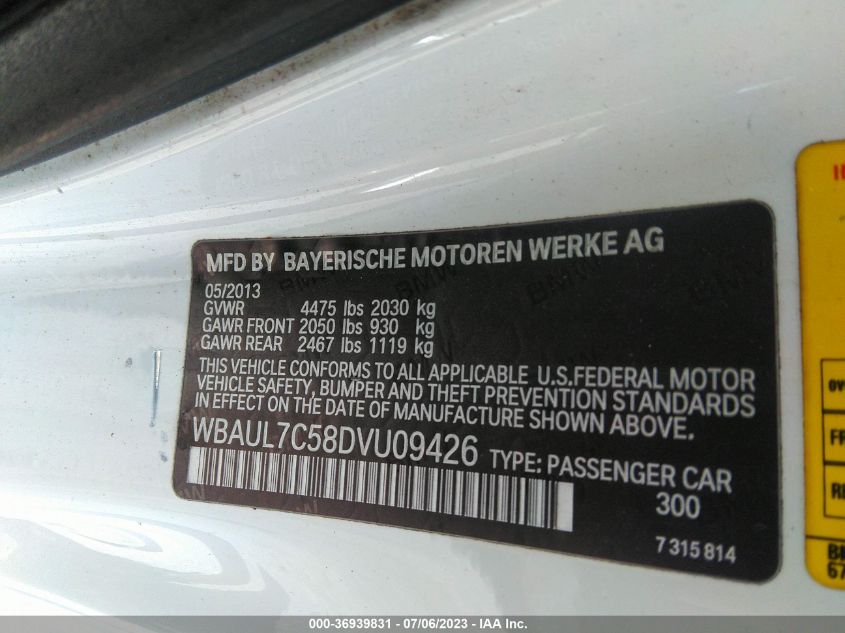 MFD BY BAYERISCHE MOTOREN WERKE AG
05/2013
GVWR 4475 lbs 2030 kg
GAWR FRONT 2050 lbs 930 kg
GAWR REAR 2467 lbs 1119 kg
THIS VEHICLE CONFORMS TO ALL APPLICABLE U.S.FEDERAL MOTOR
VEHICLE SAFETY, BUMPER AND THEFT PREVENTION STANDARDS
IN EFFECT ON THE DATE OF MANUFACTURE SHOWN ABOVE.
WBAUL7C58DVU09426 TYPE: PASSENGER CAR
300
7 315 814
000-36939831 - 07/06/2023 - IAA Inc.